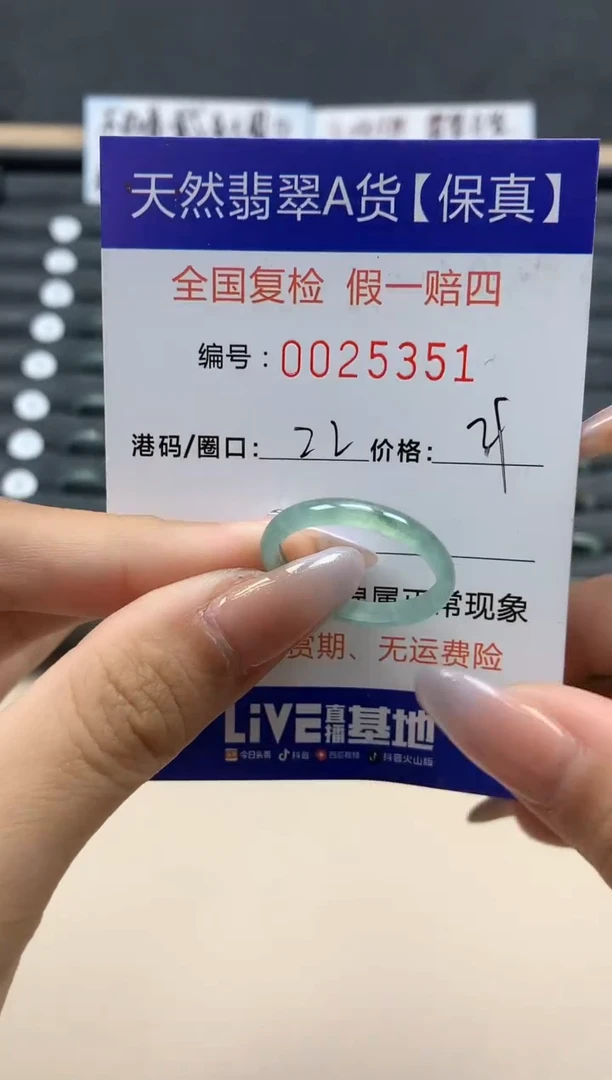 天然翡翠A货【保真】
全国复检 假一赔四
编号：0025351
港码/圈口：22 价格：
属正常现象
货期、无运费险
LiVE直播基地
今日头条 抖音 西瓜视频 抖音火山版